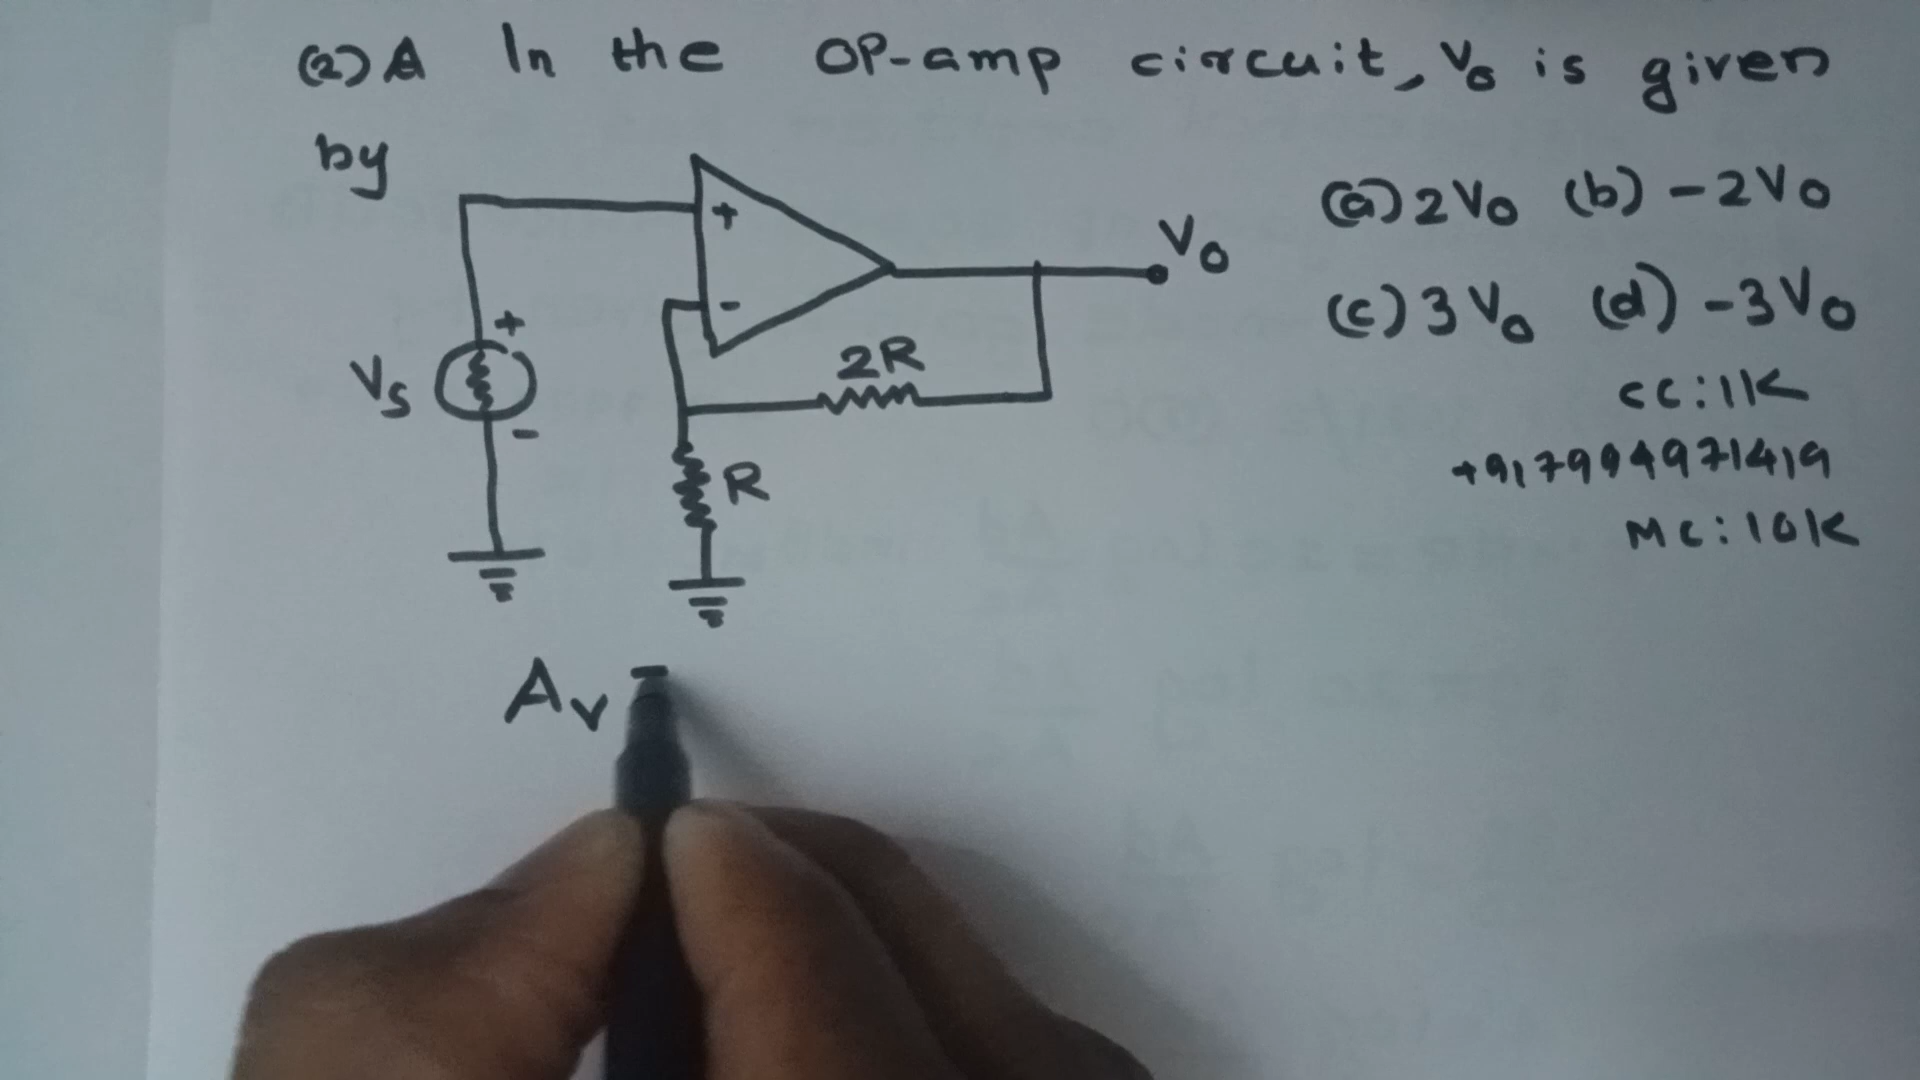 (2) A In the OP-amp circuit, Vo is given
by
(a) 2Vo (b) -2Vo
(c) 3Vo (d) -3Vo
CC: 1K
+917994971419
MC: 10K
+
-
Vo
2R
+
Vs
-
R
Av =